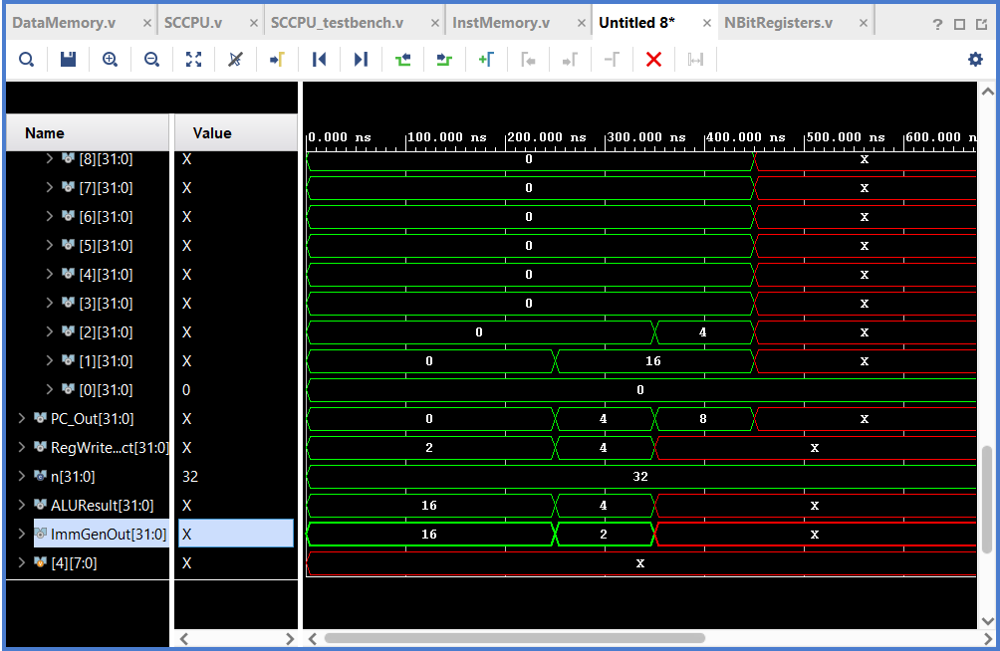 DataMemory.v × SCCPU.v × SCCPU_testbench.v × InstMemory.v × Untitled 8* × NBitRegisters.v × ?
Name Value 0.000 ns 100.000 ns 200.000 ns 300.000 ns 400.000 ns 500.000 ns 600.000 n
[8][31:0] X 0 X
[7][31:0] X 0 X
[6][31:0] X 0 X
[5][31:0] X 0 X
[4][31:0] X 0 X
[3][31:0] X 0 X
[2][31:0] X 0 4 X
[1][31:0] X 0 16 X
[0][31:0] 0 0
PC_Out[31:0] X 0 4 8 X
RegWrite...ct[31:0] X 2 4 X
n[31:0] 32 32
ALUResult[31:0] X 16 4 X
ImmGenOut[31:0] X 16 2 X
[4][7:0] X X